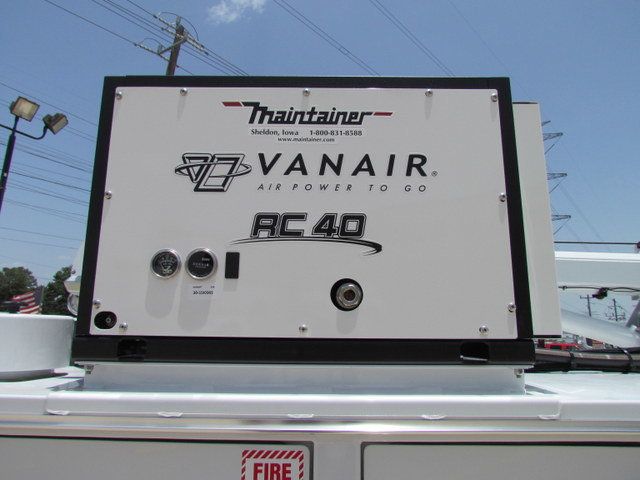 Maintainer
Sheldon, Iowa 1-800-831-8588
www.maintainer.com
VANAIR®
AIR POWER TO GO
RC 40
FIRE